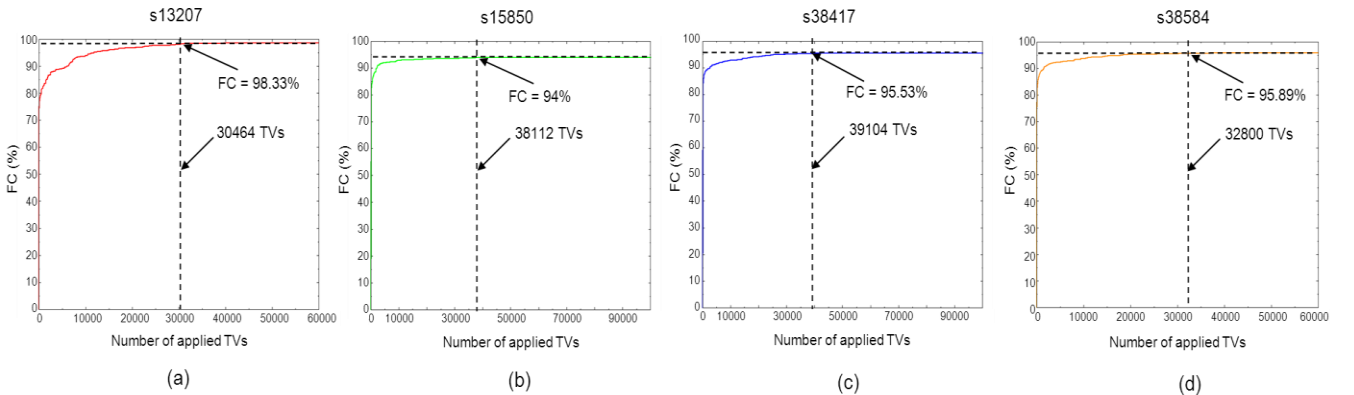 s13207
100
90
80
70
60
50
40
30
20
10
0
FC (%)
FC = 98.33%
30464 TVs
0 10000 20000 30000 40000 50000 60000
Number of applied TVs
(a)
s15850
100
90
80
70
60
50
40
30
20
10
0
FC (%)
FC = 94%
38112 TVs
0 10000 30000 50000 70000 90000
Number of applied TVs
(b)
s38417
100
90
80
70
60
50
40
30
20
10
0
FC (%)
FC = 95.53%
39104 TVs
0 10000 30000 50000 70000 90000
Number of applied TVs
(c)
s38584
100
90
80
70
60
50
40
30
20
10
0
FC (%)
FC = 95.89%
32800 TVs
0 10000 20000 30000 40000 50000 60000
Number of applied TVs
(d)